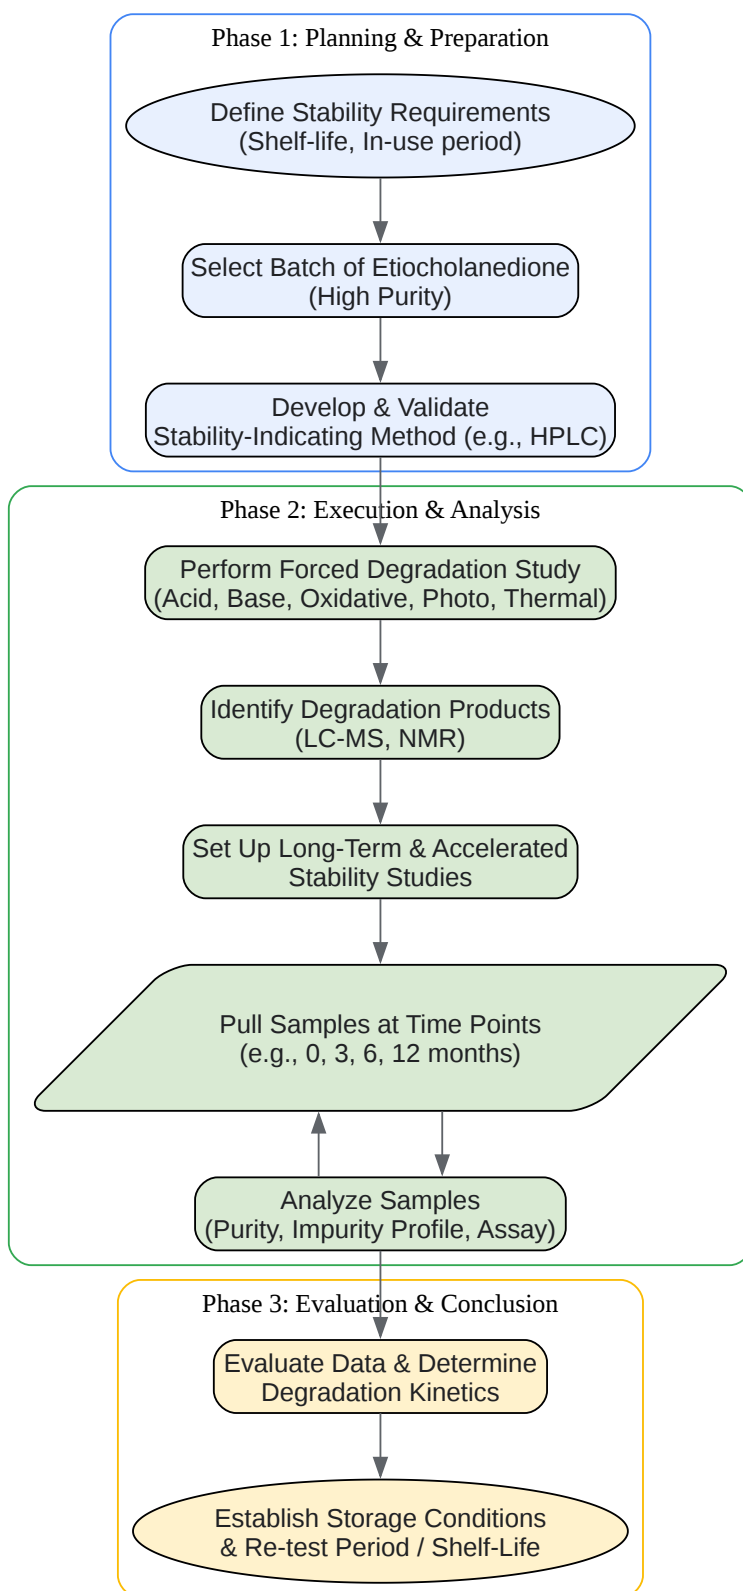 Phase 1: Planning & Preparation
Define Stability Requirements
(Shelf-life, In-use period)
Select Batch of Etiocholanedione
(High Purity)
Develop & Validate
Stability-Indicating Method (e.g., HPLC)
Phase 2: Execution & Analysis
Perform Forced Degradation Study
(Acid, Base, Oxidative, Photo, Thermal)
Identify Degradation Products
(LC-MS, NMR)
Set Up Long-Term & Accelerated
Stability Studies
Pull Samples at Time Points
(e.g., 0, 3, 6, 12 months)
Analyze Samples
(Purity, Impurity Profile, Assay)
Phase 3: Evaluation & Conclusion
Evaluate Data & Determine
Degradation Kinetics
Establish Storage Conditions
& Re-test Period / Shelf-Life